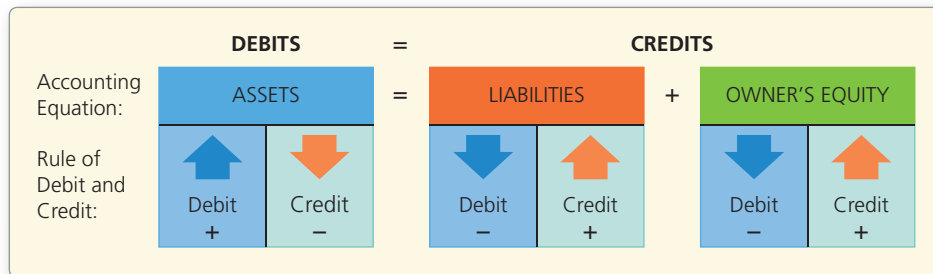 DEBITS = CREDITS
Accounting
Equation:
ASSETS = LIABILITIES + OWNER'S EQUITY
Rule of
Debit and
Credit:
Debit Credit Debit Credit Debit Credit
+ – – + – +